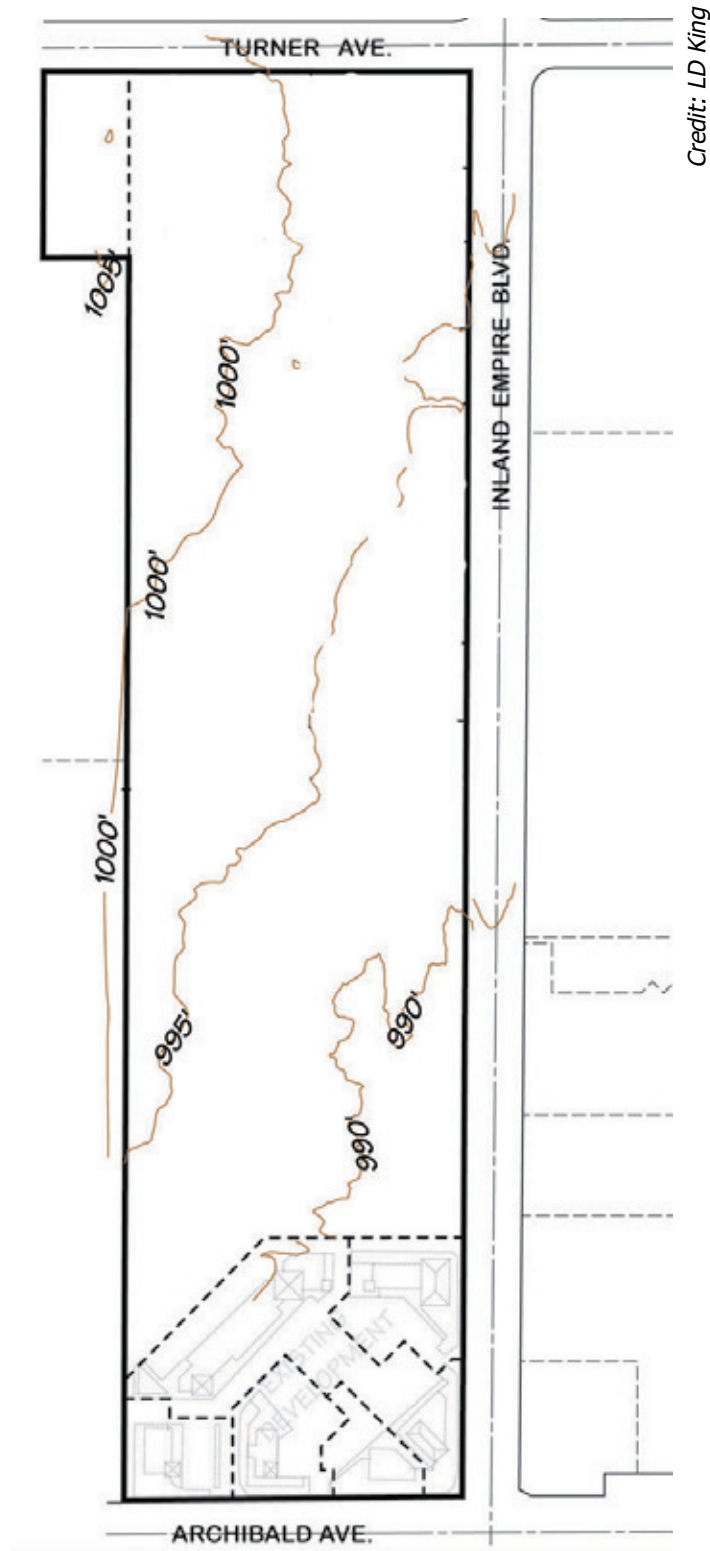 Credit: LD King
TURNER AVE.
INLAND EMPIRE BLVD.
1005'
1000'
1000'
1000'
995'
990'
990'
EXISTING
DEVELOPMENT
ARCHIBALD AVE.